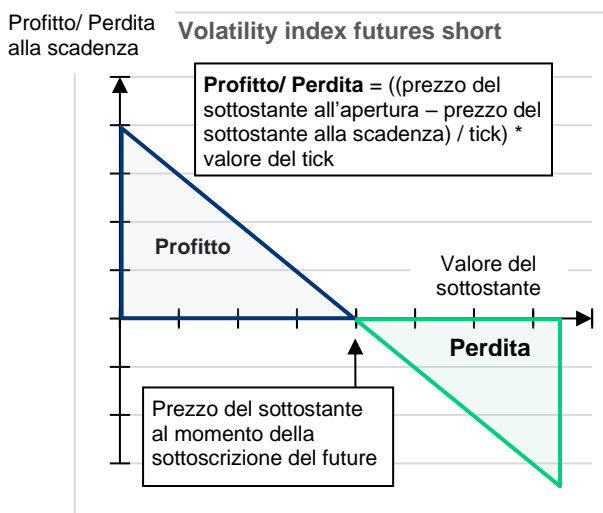 Profitto/ Perdita
alla scadenza
Volatility index futures short
Profitto/ Perdita = ((prezzo del
sottostante all'apertura – prezzo del
sottostante alla scadenza) / tick) *
valore del tick
Profitto
Valore del
sottostante
Perdita
Prezzo del sottostante
al momento della
sottoscrizione del future